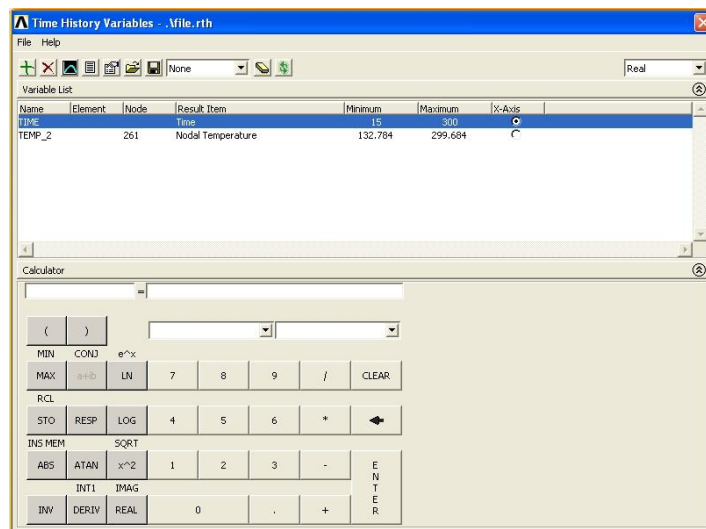 Time History Variables - .\file.rth
File Help
None Real
Variable List
Name Element Node Result Item Minimum Maximum X-Axis
TIME Time 15 300
TEMP_2 261 Nodal Temperature 132.784 299.684
Calculator
=
( )
MIN CONJ e^x
MAX a+b LN 7 8 9 / CLEAR
RCL
STO RESP LOG 4 5 6 *
INS MEM SQRT
ABS ATAN x^2 1 2 3 - ENTER
INT1 IMAG
INV DERIV REAL 0 . +